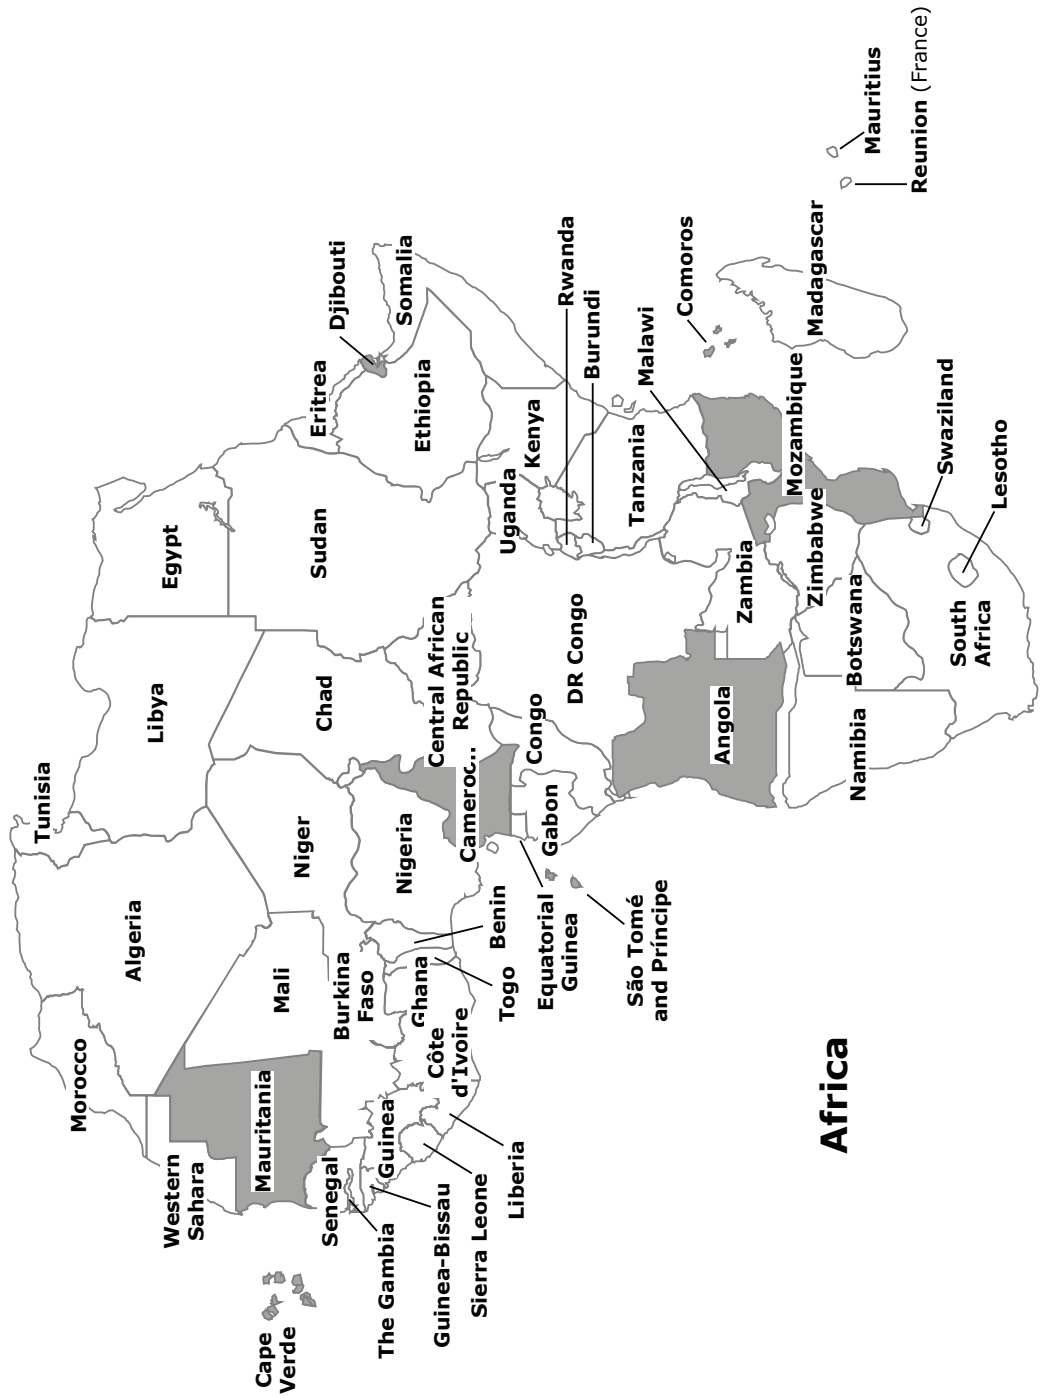 Tunisia
Morocco
Algeria
Libya
Egypt
Western
Sahara
Mauritania
Mali
Niger
Chad
Sudan
Eritrea
Djibouti
Somalia
Ethiopia
Cape
Verde
Senegal
The Gambia
Guinea-Bissau
Guinea
Sierra Leone
Liberia
Côte
d'Ivoire
Burkina
Faso
Ghana
Togo
Benin
Nigeria
Cameroo..
Central African
Republic
Equatorial
Guinea
São Tomé
and Príncipe
Gabon
Congo
DR Congo
Uganda
Kenya
Rwanda
Burundi
Tanzania
Malawi
Comoros
Angola
Zambia
Mozambique
Zimbabwe
Madagascar
Mauritius
Reunion (France)
Namibia
Botswana
Swaziland
Lesotho
South
Africa
Africa